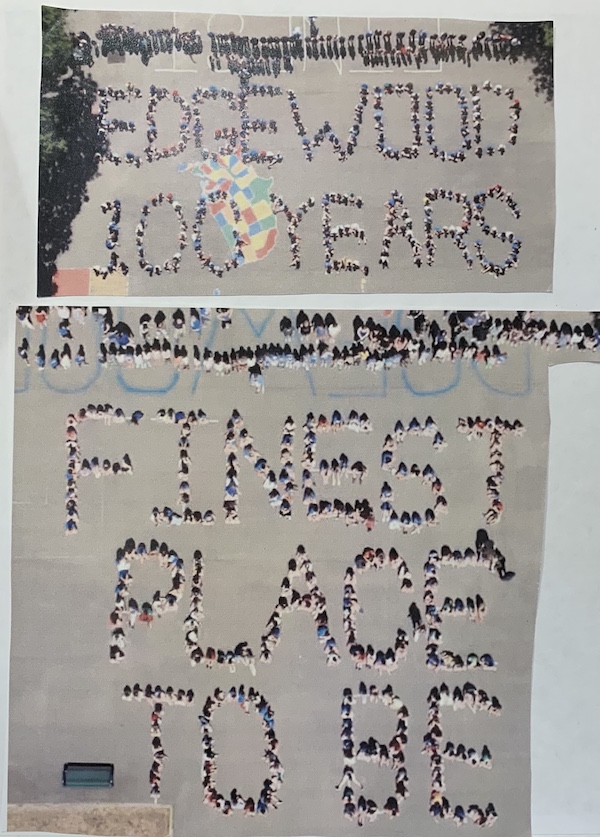 EDGEWOOD
100 YEARS
FINEST
PLACE
TO BE